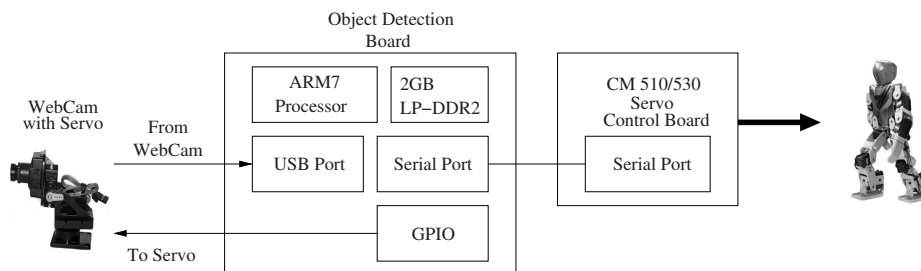 Object Detection
Board
WebCam
with Servo
From
WebCam
To Servo
ARM7
Processor
2GB
LP-DDR2
USB Port
Serial Port
GPIO
CM 510/530
Servo
Control Board
Serial Port